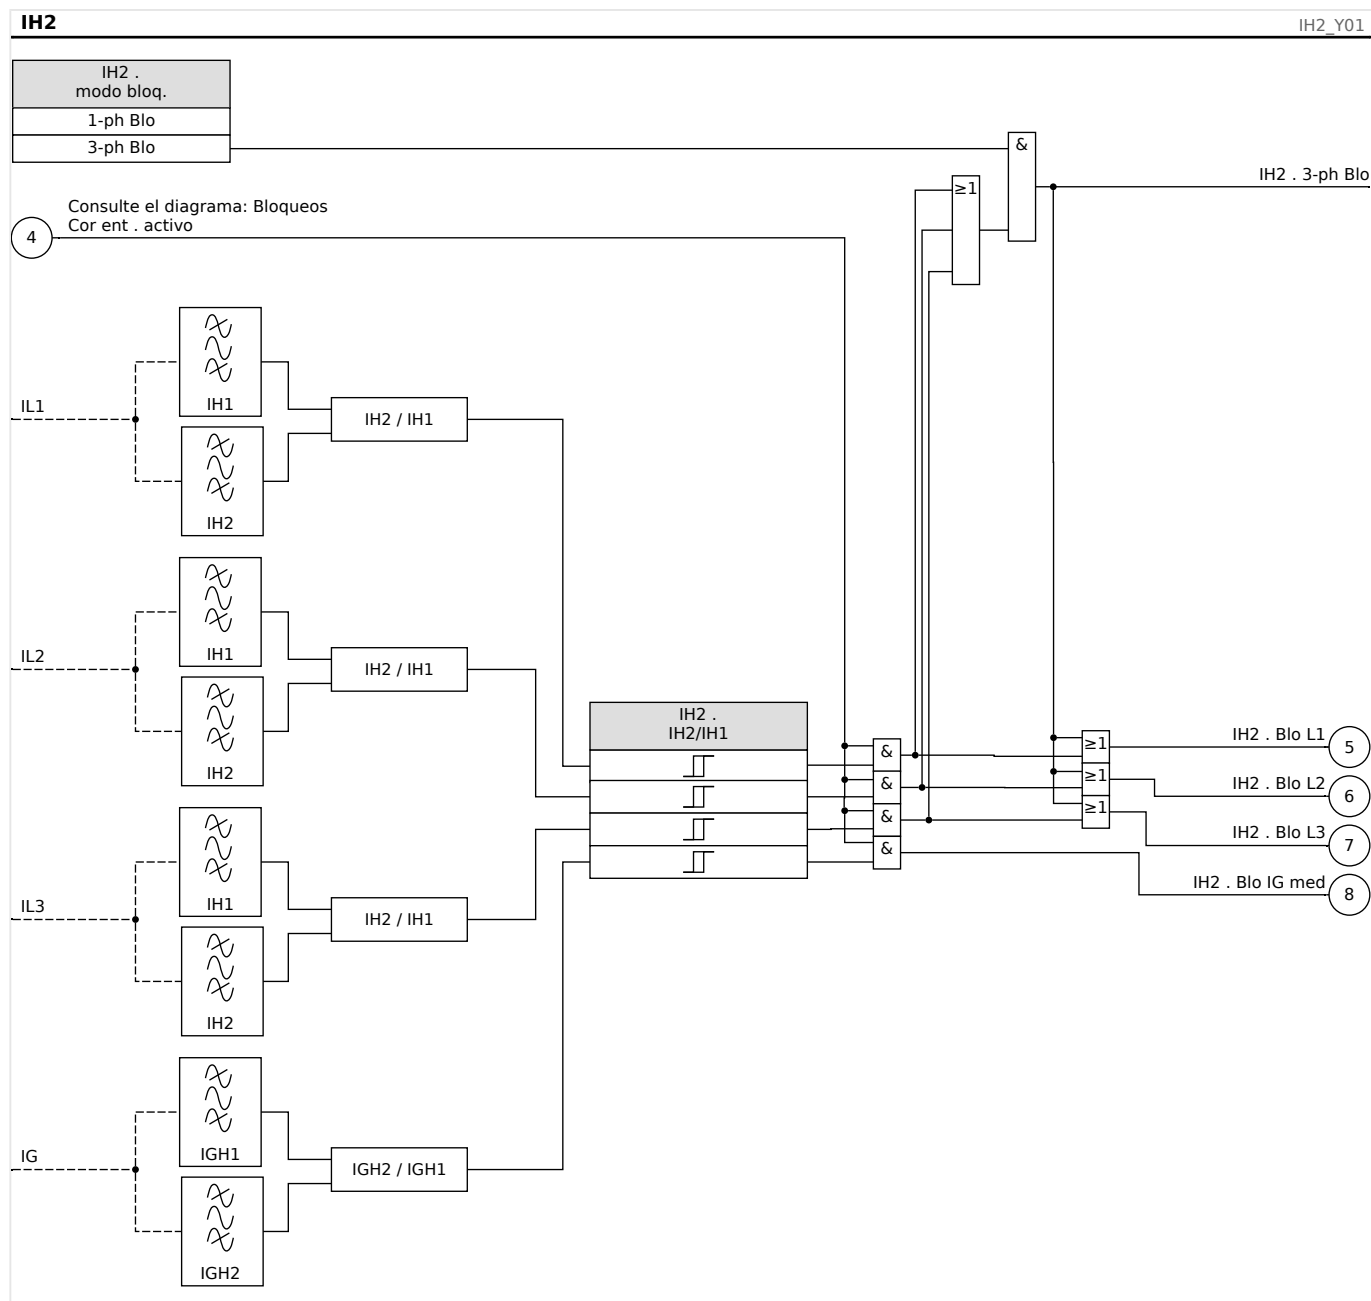 IH2
IH2_Y01
IH2 .
modo bloq.
1-ph Blo
3-ph Blo
&
IH2 . 3-ph Blo
≥1
Consulte el diagrama: Bloqueos
Cor ent . activo
4
IH1
IL1
IH2 / IH1
IH2
IH1
IL2
IH2 / IH1
IH2
IH2 .
IH2/IH1
&
≥1
IH2 . Blo L1
5
&
≥1
IH2 . Blo L2
6
&
≥1
IH2 . Blo L3
7
&
IH2 . Blo IG med
8
IH1
IL3
IH2 / IH1
IH2
IGH1
IG
IGH2 / IGH1
IGH2